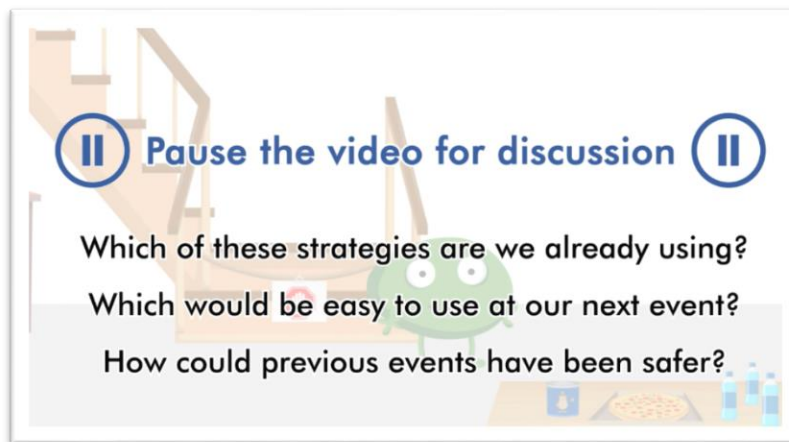 Pause the video for discussion
Which of these strategies are we already using?
Which would be easy to use at our next event?
How could previous events have been safer?